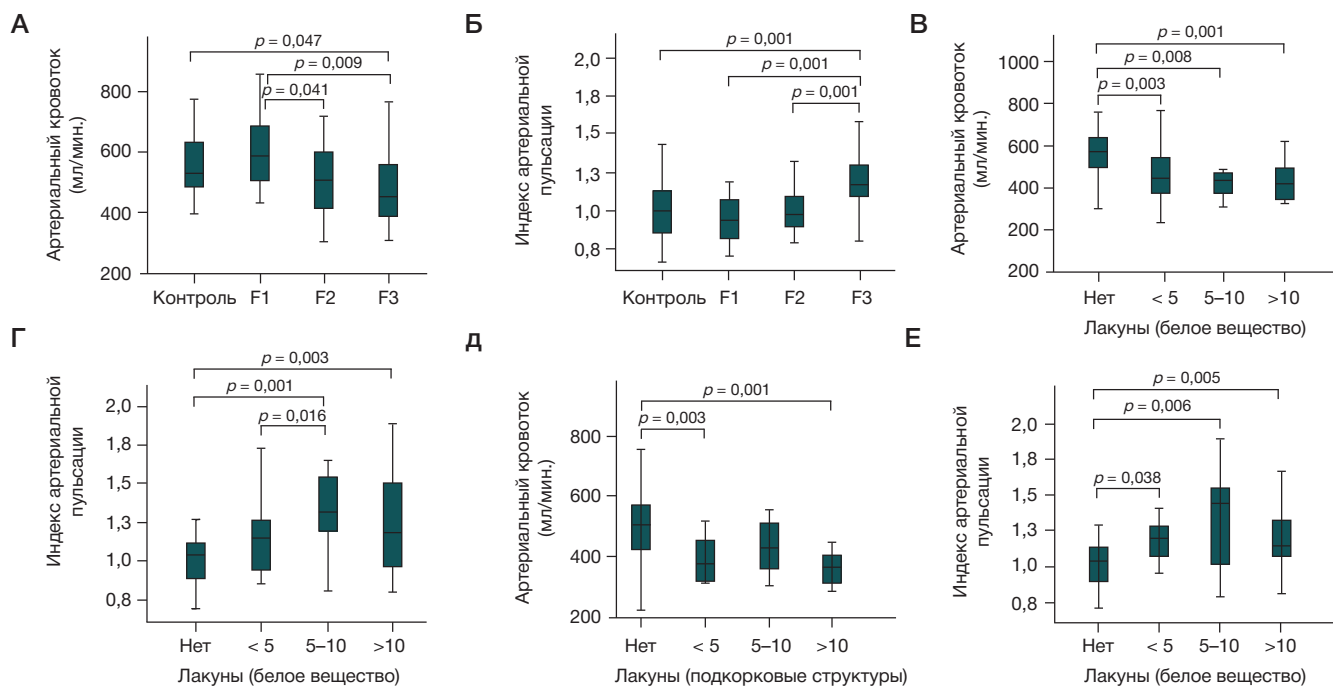 А
Артериальный кровоток
(мл/мин.)
800
600
400
200
p = 0,047
p = 0,009
p = 0,041
Контроль
F1
F2
F3
Б
Индекс артериальной
пульсации
2,0
1,8
1,5
1,3
1,0
0,8
p = 0,001
p = 0,001
p = 0,001
Контроль
F1
F2
F3
В
Артериальный кровоток
(мл/мин.)
1000
800
600
400
200
200
p = 0,001
p = 0,008
p = 0,003
Нет
< 5
5–10
>10
Лакуны (белое вещество)
Г
Индекс артериальной
пульсации
2,0
1,8
1,5
1,3
1,0
0,8
p = 0,003
p = 0,001
p = 0,016
Нет
< 5
5–10
>10
Лакуны (белое вещество)
Д
Артериальный кровоток
(мл/мин.)
800
600
400
200
p = 0,001
p = 0,003
Нет
< 5
5–10
>10
Лакуны (подкорковые структуры)
Е
Индекс артериальной
пульсации
2,0
1,8
1,5
1,3
1,0
0,8
p = 0,005
p = 0,006
p = 0,038
Нет
< 5
5–10
>10
Лакуны (белое вещество)